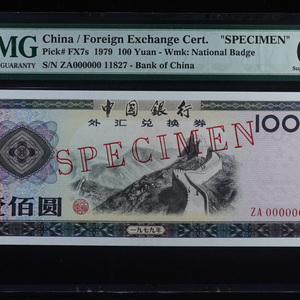 MG China / Foreign Exchange Cert. "SPECIMEN"
GUARANTY Pick# FX7s 1979 100 Yuan - Wmk: National Badge
S/N ZA000000 11827 - Bank of China
中國銀行
外汇兑换券
100
SPECIMEN
壹佰圆
ZA 000000
一九七九年